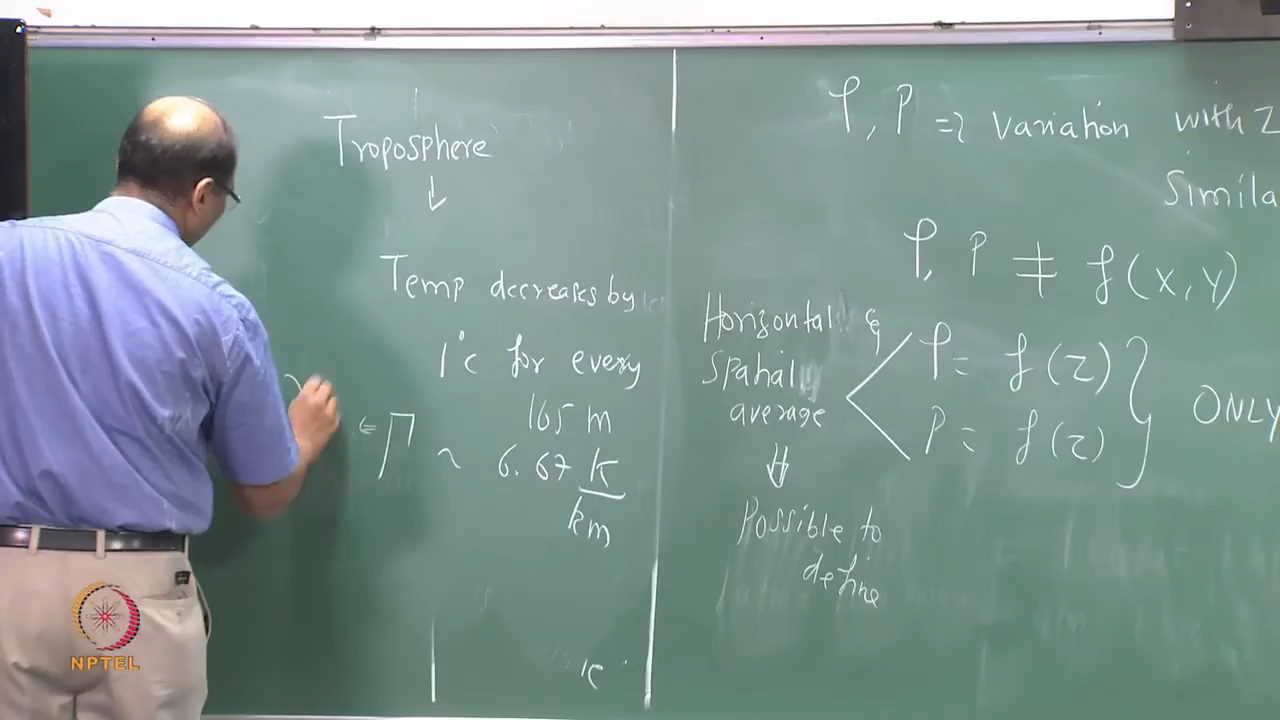 Troposphere
↓
Temp decreases by
1°C for every
165 m
⇐ Γ ~ 6.67 K/km
ρ, P ⇒ variation with Z
Simila
ρ, P ≠ f(x,y)
Horizontal &
spatial
average
⇓
Possible to
define
ρ = f(z)
P = f(z)
} ONLY
NPTEL